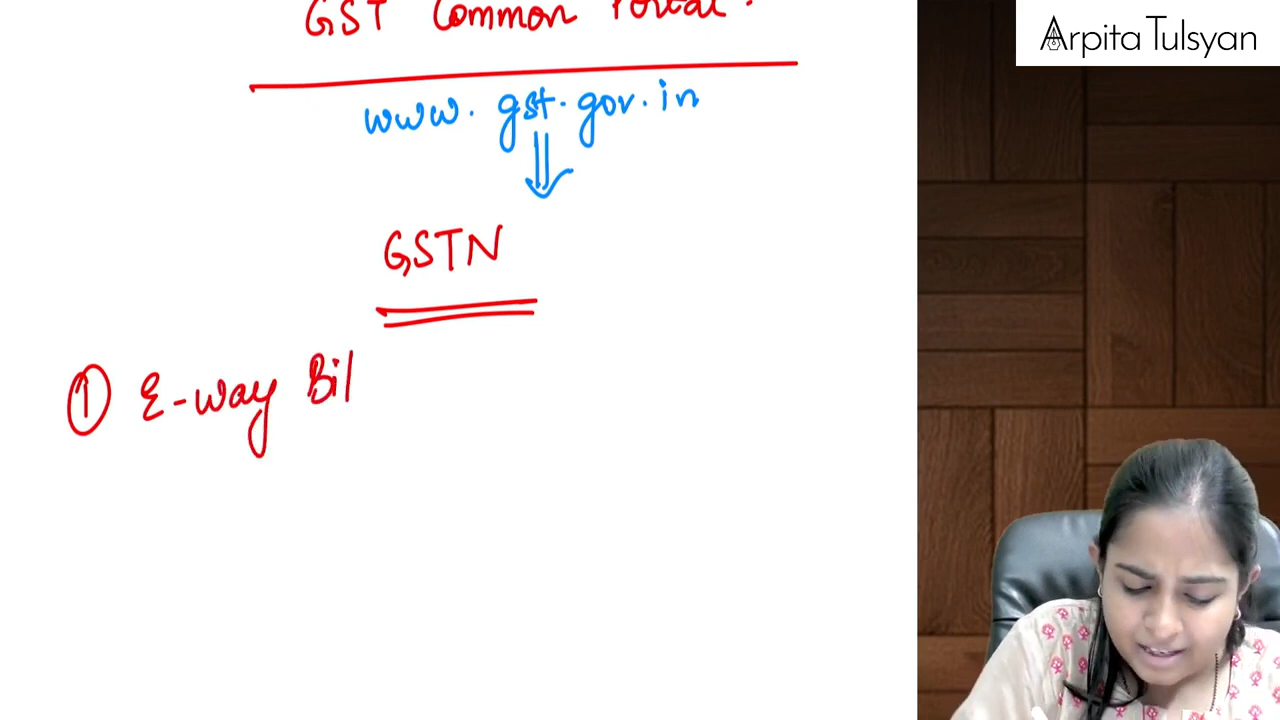 GST Common Portal.
www.gst.gov.in
GSTN
① E-way Bil
Arpita Tulsyan